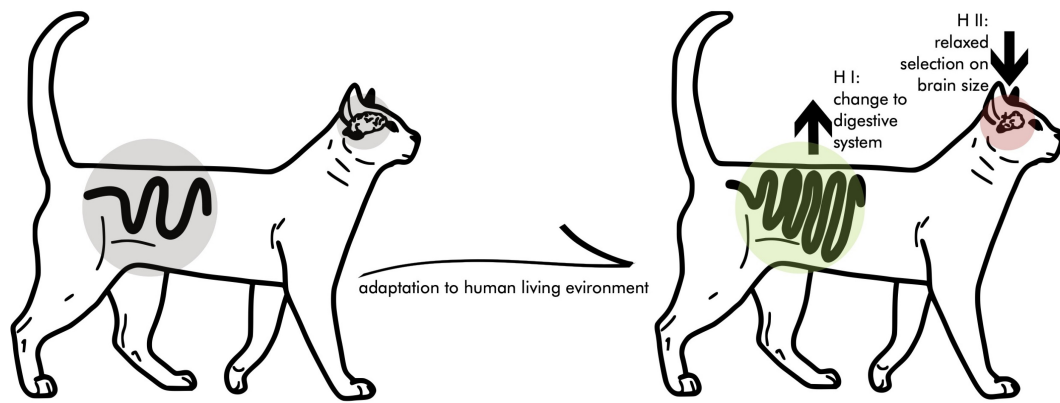 adaptation to human living evironment
H I:
change to
digestive
system
H II:
relaxed
selection on
brain size